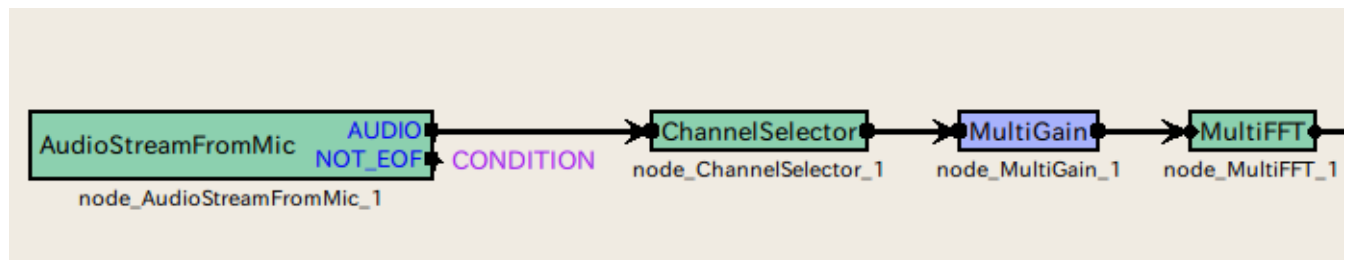 AudioStreamFromMic
AUDIO
NOT_EOF
CONDITION
node_AudioStreamFromMic_1
ChannelSelector
node_ChannelSelector_1
MultiGain
node_MultiGain_1
MultiFFT
node_MultiFFT_1